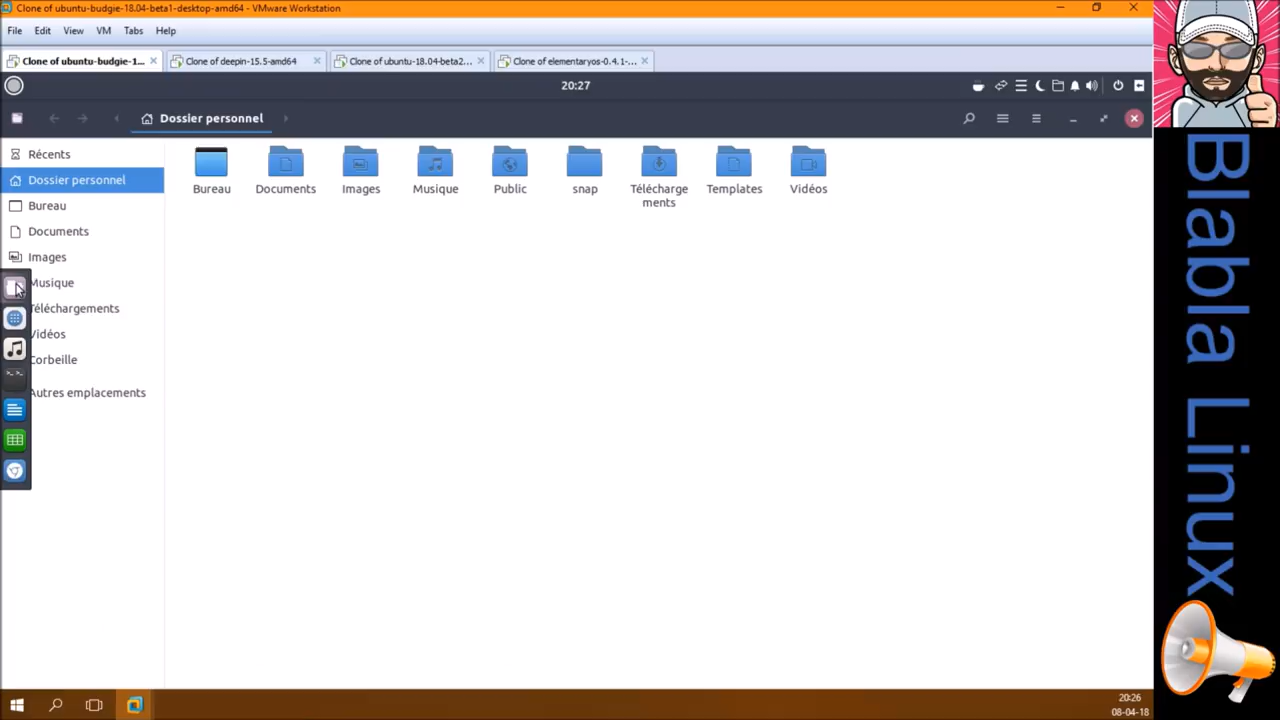 Clone of ubuntu-budgie-18.04-beta1-desktop-amd64 - VMware Workstation
File Edit View VM Tabs Help
Clone of ubuntu-budgie-1... Clone of deepin-15.5-amd64 Clone of ubuntu-18.04-beta2... Clone of elementaryos-0.4.1-...
20:27
Dossier personnel
Récents
Dossier personnel
Bureau
Documents
Images
Musique
Téléchargements
Vidéos
Corbeille
Autres emplacements
Bureau
Documents
Images
Musique
Public
snap
Télécharge
ments
Templates
Vidéos
20:26
08-04-18
Blabla Linux